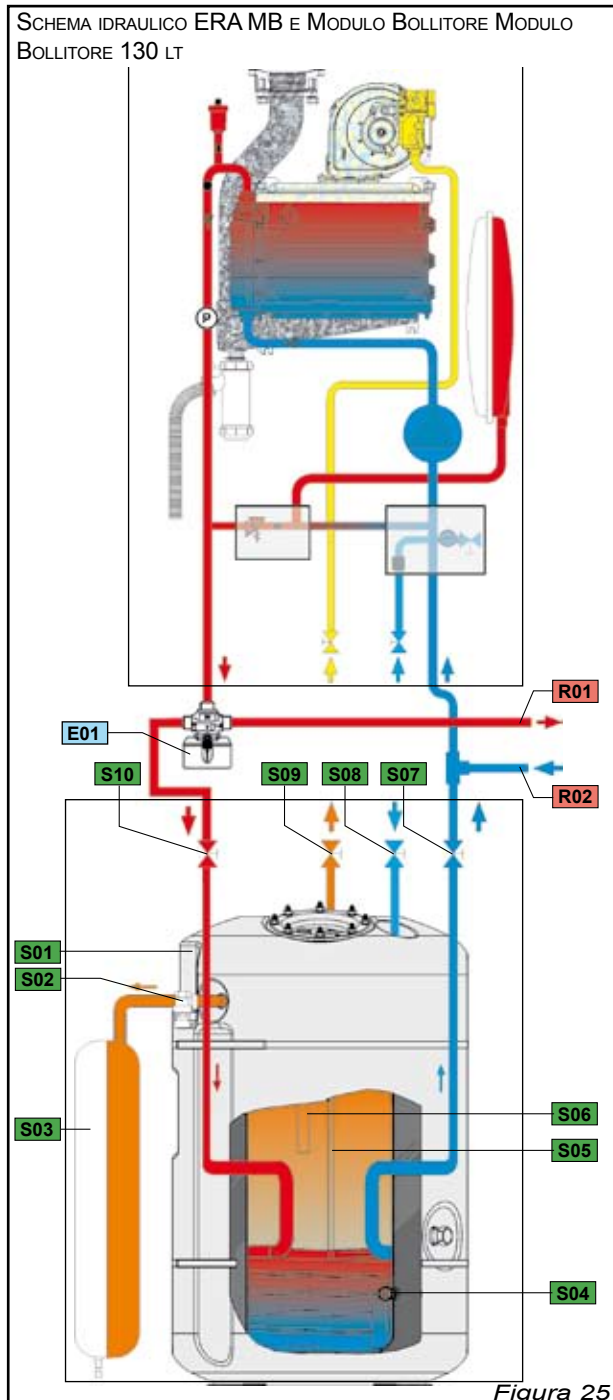 SCHEMA IDRAULICO ERA MB E MODULO BOLLITORE MODULO
BOLLITORE 130 LT
P
R01
E01
S10
S09
S08
S07
R02
S01
S02
S06
S03
S05
S04
Figura 25